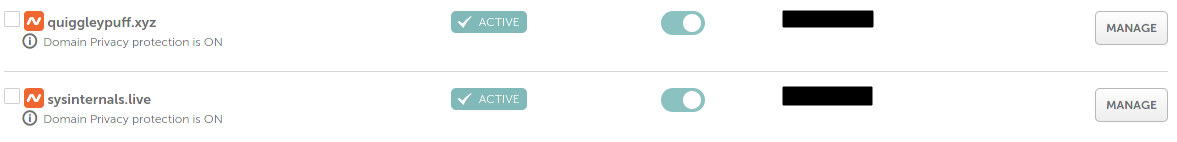 quiggleypuff.xyz ACTIVE MANAGE
Domain Privacy protection is ON
sysinternals.live ACTIVE MANAGE
Domain Privacy protection is ON